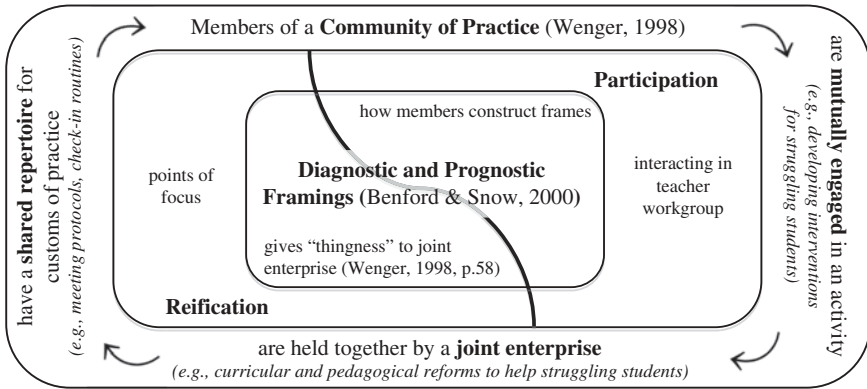 Members of a Community of Practice (Wenger, 1998)
are mutually engaged in an activity
(e.g., developing interventions
for struggling students)
are held together by a joint enterprise
(e.g., curricular and pedagogical reforms to help struggling students)
have a shared repertoire for
customs of practice
(e.g., meeting protocols, check-in routines)
Participation
how members construct frames
interacting in
teacher
workgroup
Diagnostic and Prognostic
Framings (Benford & Snow, 2000)
points of
focus
gives “thingness” to joint
enterprise (Wenger, 1998, p.58)
Reification